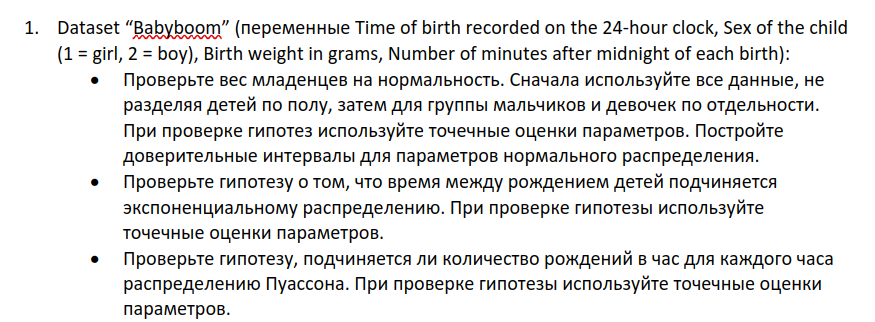 1. Dataset “Babyboom” (переменные Time of birth recorded on the 24-hour clock, Sex of the child
(1 = girl, 2 = boy), Birth weight in grams, Number of minutes after midnight of each birth):
• Проверьте вес младенцев на нормальность. Сначала используйте все данные, не
разделяя детей по полу, затем для группы мальчиков и девочек по отдельности.
При проверке гипотез используйте точечные оценки параметров. Постройте
доверительные интервалы для параметров нормального распределения.
• Проверьте гипотезу о том, что время между рождением детей подчиняется
экспоненциальному распределению. При проверке гипотезы используйте
точечные оценки параметров.
• Проверьте гипотезу, подчиняется ли количество рождений в час для каждого часа
распределению Пуассона. При проверке гипотезы используйте точечные оценки
параметров.